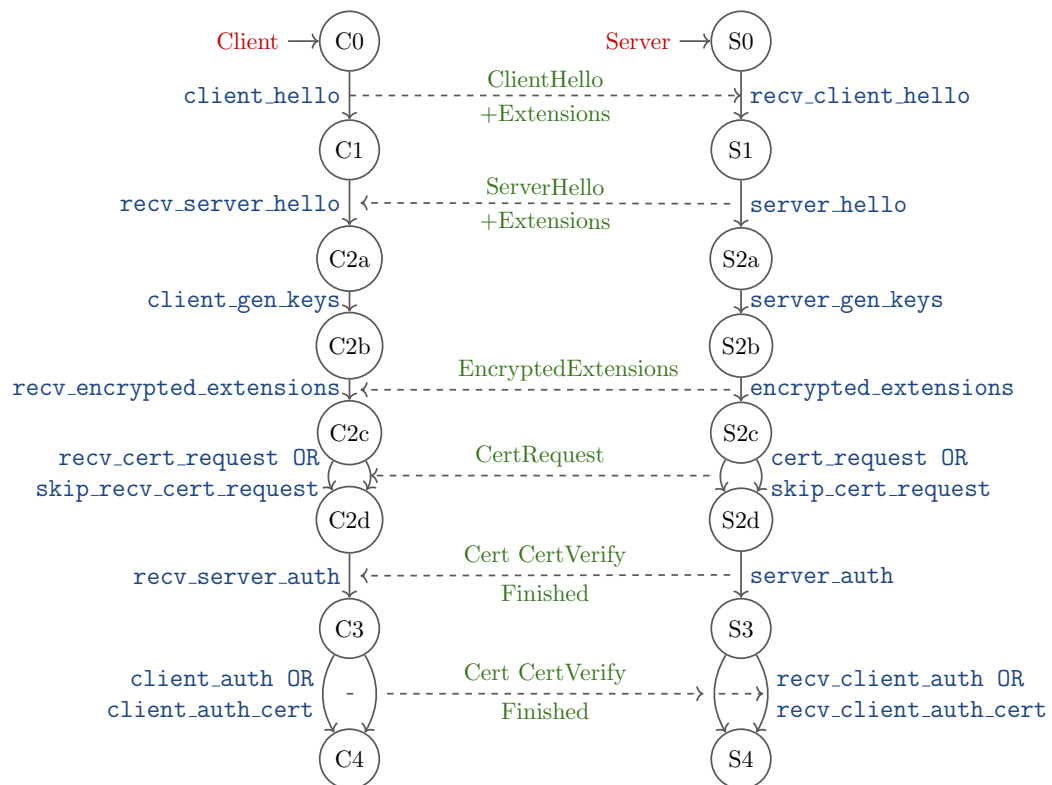 Client
C0
Server
S0
client_hello
ClientHello
+Extensions
recv_client_hello
C1
S1
recv_server_hello
ServerHello
+Extensions
server_hello
C2a
S2a
client_gen_keys
server_gen_keys
C2b
S2b
recv_encrypted_extensions
EncryptedExtensions
encrypted_extensions
C2c
S2c
recv_cert_request OR
skip_recv_cert_request
CertRequest
cert_request OR
skip_cert_request
C2d
S2d
recv_server_auth
Cert CertVerify
Finished
server_auth
C3
S3
client_auth OR
client_auth_cert
Cert CertVerify
Finished
recv_client_auth OR
recv_client_auth_cert
C4
S4